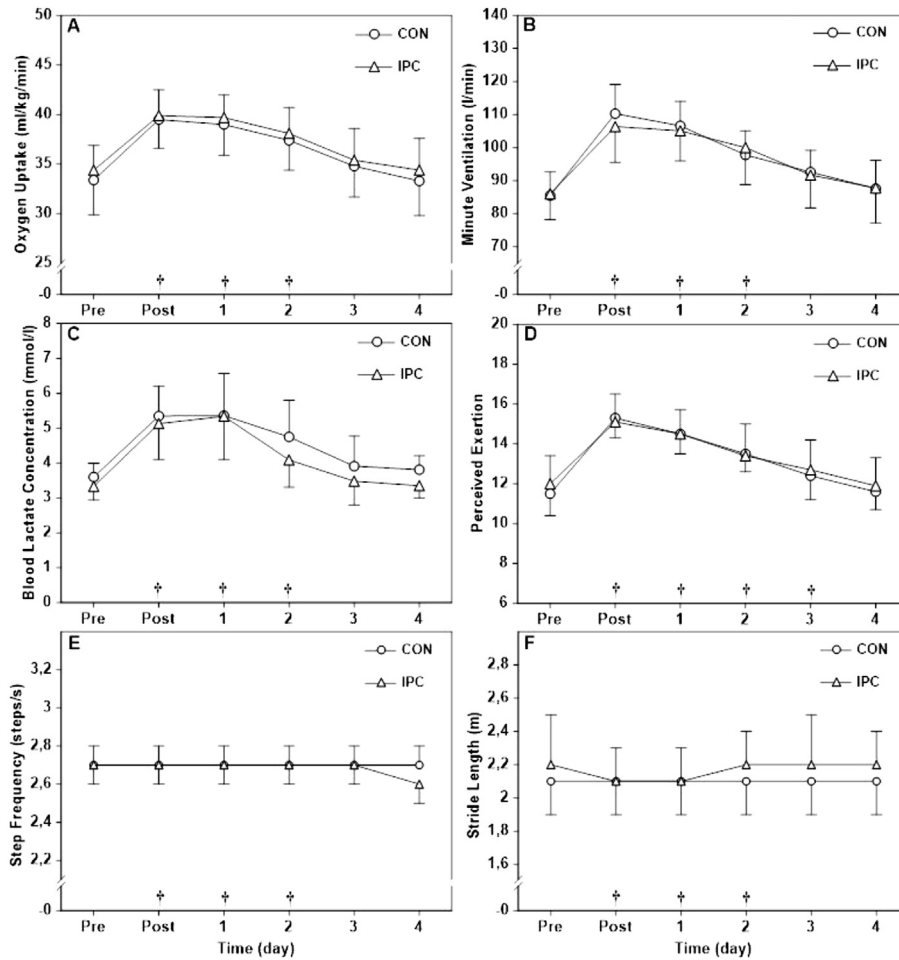 A
Oxygen Uptake (ml/kg/min)
50
45
40
35
30
25
-0
CON
IPC
† † †
Pre Post 1 2 3 4
B
Minute Ventilation (l/min)
140
130
120
110
100
90
80
70
-0
CON
IPC
† † †
Pre Post 1 2 3 4
C
Blood Lactate Concentration (mmol/l)
8
7
6
5
4
3
2
1
0
CON
IPC
† † †
Pre Post 1 2 3 4
D
Perceived Exertion
20
18
16
14
12
10
8
6
CON
IPC
† † † †
Pre Post 1 2 3 4
E
Step Frequency (steps/s)
3,2
3
2,8
2,6
2,4
2,2
-0
CON
IPC
† † †
Pre Post 1 2 3 4
Time (day)
F
Stride Length (m)
2,8
2,6
2,4
2,2
2
1,8
1,6
-0
CON
IPC
† † †
Pre Post 1 2 3 4
Time (day)